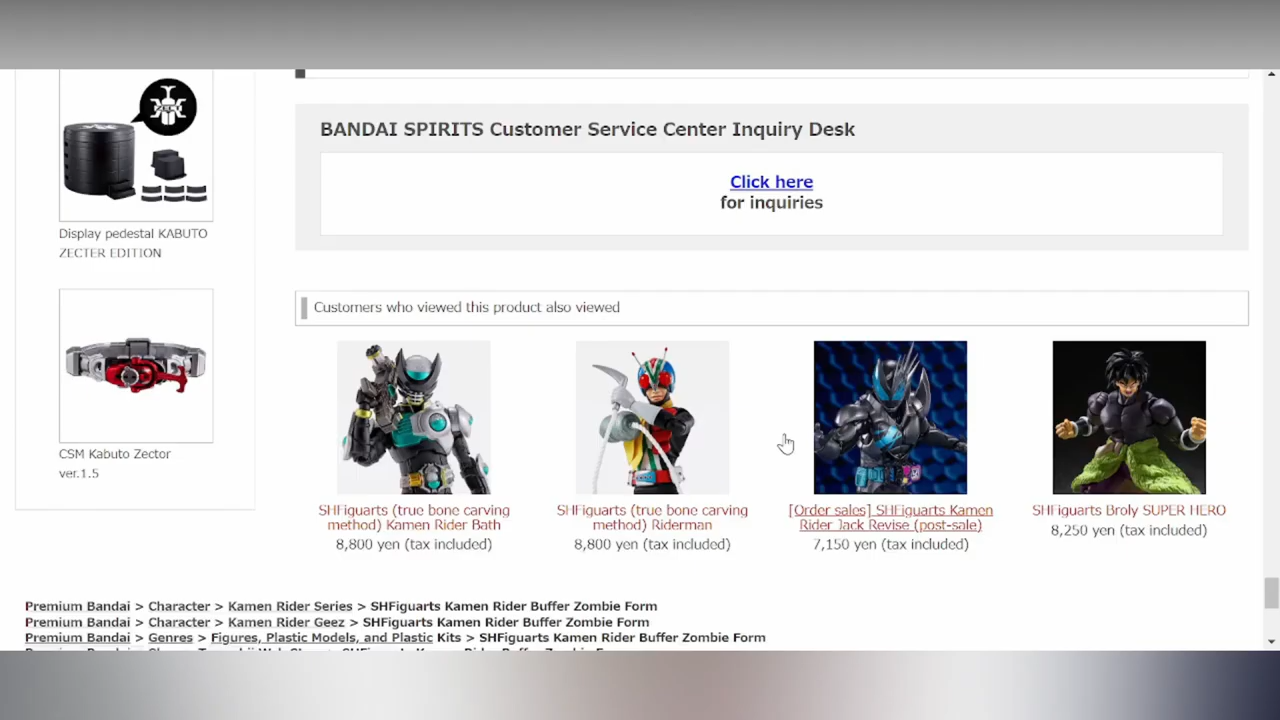 Display pedestal KABUTO
ZECTER EDITION
CSM Kabuto Zector
ver.1.5
BANDAI SPIRITS Customer Service Center Inquiry Desk
Click here
for inquiries
Customers who viewed this product also viewed
SHFiguarts (true bone carving
method) Kamen Rider Bath
8,800 yen (tax included)
SHFiguarts (true bone carving
method) Riderman
8,800 yen (tax included)
[Order sales] SHFiguarts Kamen
Rider Jack Revise (post-sale)
7,150 yen (tax included)
SHFiguarts Broly SUPER HERO
8,250 yen (tax included)
Premium Bandai > Character > Kamen Rider Series > SHFiguarts Kamen Rider Buffer Zombie Form
Premium Bandai > Character > Kamen Rider Geez > SHFiguarts Kamen Rider Buffer Zombie Form
Premium Bandai > Genres > Figures, Plastic Models, and Plastic Kits > SHFiguarts Kamen Rider Buffer Zombie Form